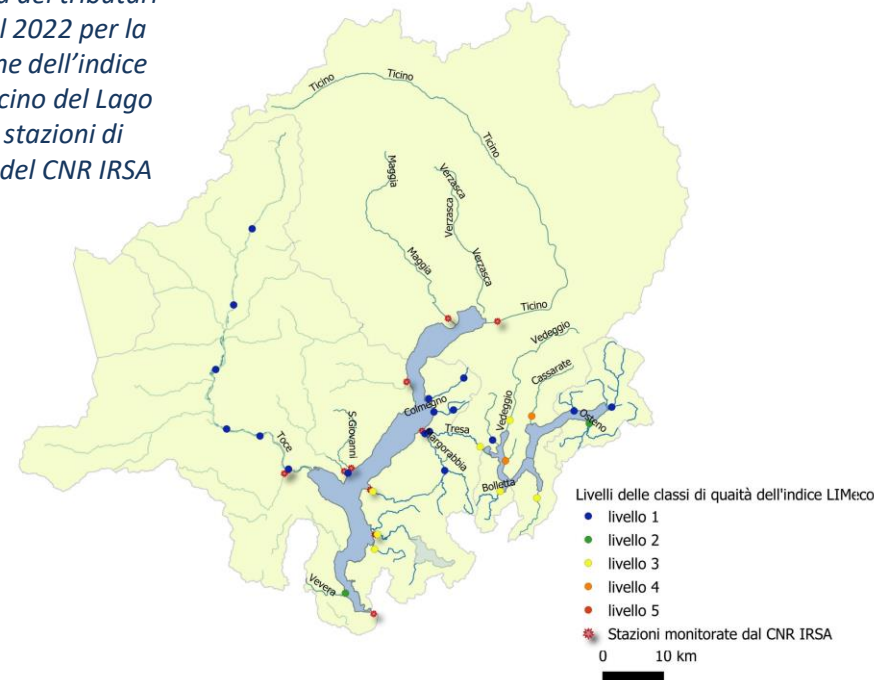 dei tributari
l 2022 per la
ne dell'indice
cino del Lago
stazioni di
del CNR IRSA
Ticino
Ticino
Ticino
Maggia
Verzasca
Verzasca
Maggia
Verzasca
Ticino
Vedeggio
Cassarate
Colmegno
Vedeggio
Osteno
S.Giovanni
Toce
Tresa
Margorabbia
Bolletta
Vevera
Livelli delle classi di quaità dell'indice LIMeco
livello 1
livello 2
livello 3
livello 4
livello 5
Stazioni monitorate dal CNR IRSA
0 10 km